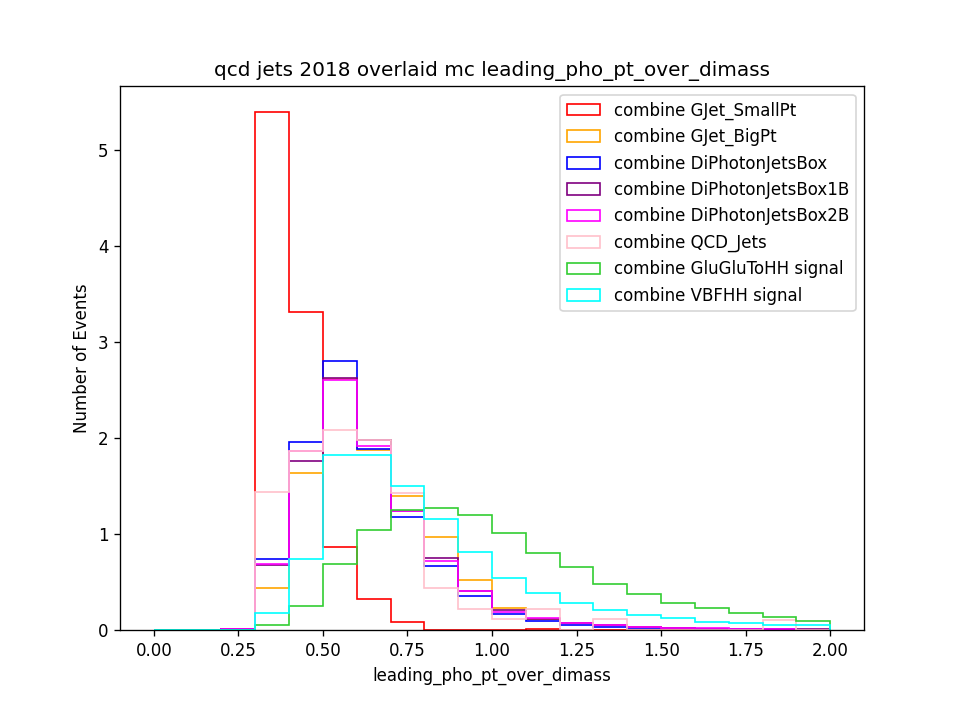 qcd jets 2018 overlaid mc leading_pho_pt_over_dimass
combine GJet_SmallPt
combine GJet_BigPt
combine DiPhotonJetsBox
combine DiPhotonJetsBox1B
combine DiPhotonJetsBox2B
combine QCD_Jets
combine GluGluToHH signal
combine VBFHH signal
Number of Events
5
4
3
2
1
0
0.00 0.25 0.50 0.75 1.00 1.25 1.50 1.75 2.00
leading_pho_pt_over_dimass